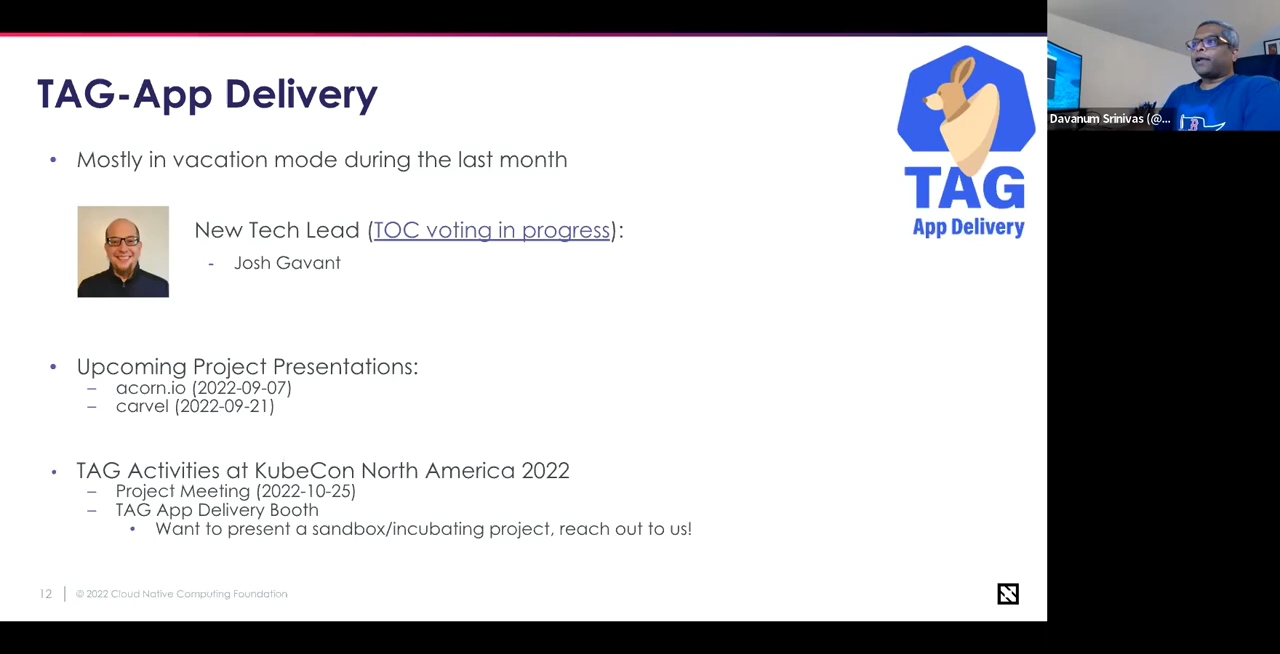 TAG-App Delivery
• Mostly in vacation mode during the last month
New Tech Lead (TOC voting in progress):
- Josh Gavant
• Upcoming Project Presentations:
– acorn.io (2022-09-07)
– carvel (2022-09-21)
• TAG Activities at KubeCon North America 2022
– Project Meeting (2022-10-25)
– TAG App Delivery Booth
• Want to present a sandbox/incubating project, reach out to us!
12 | © 2022 Cloud Native Computing Foundation
TAG
App Delivery
Davanum Srinivas (@...